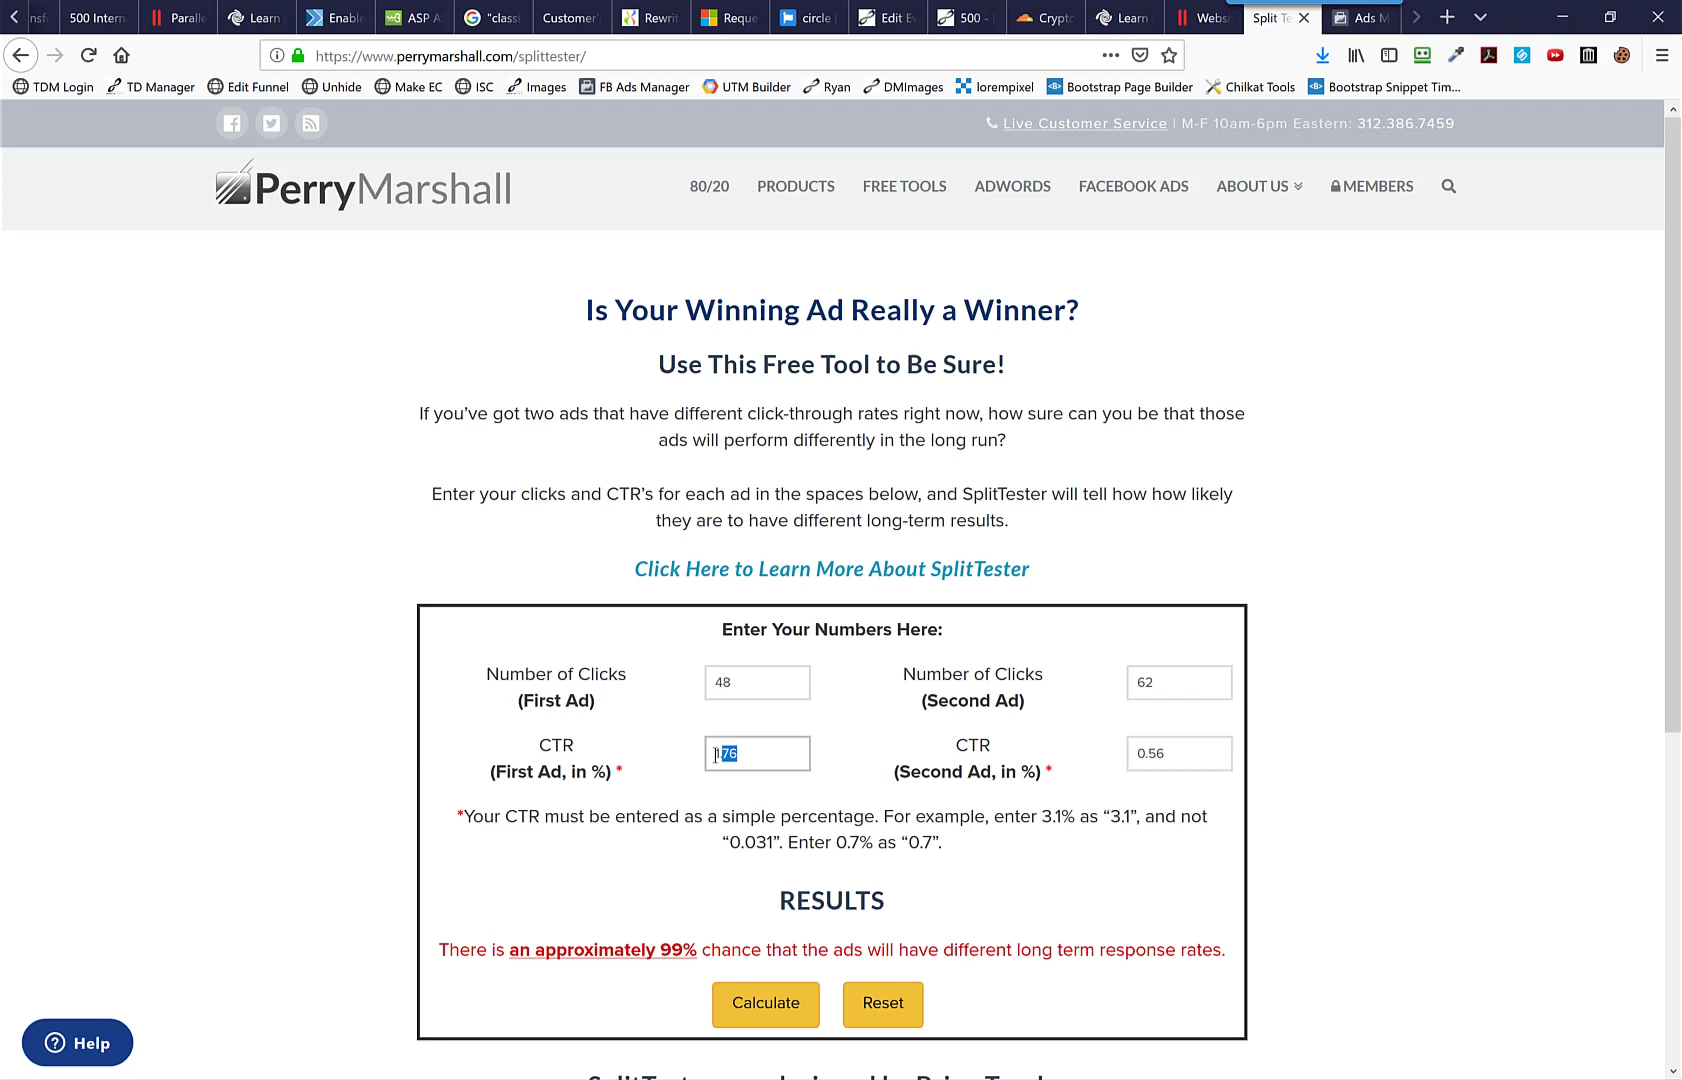 nsf
500 Intern
Paralle
Learn
Enable
ASP A
"classi
Customer'
Rewrit
Reque
circle
Edit E
500 -
Crypto
Learn
Websi
Split Te
Ads M
https://www.perrymarshall.com/splittester/
TDM Login
TD Manager
Edit Funnel
Unhide
Make EC
ISC
Images
FB Ads Manager
UTM Builder
Ryan
DMImages
lorempixel
Bootstrap Page Builder
Chilkat Tools
Bootstrap Snippet Tim...
Live Customer Service | M-F 10am-6pm Eastern: 312.386.7459
PerryMarshall
80/20
PRODUCTS
FREE TOOLS
ADWORDS
FACEBOOK ADS
ABOUT US
MEMBERS
Is Your Winning Ad Really a Winner?
Use This Free Tool to Be Sure!
If you've got two ads that have different click-through rates right now, how sure can you be that those
ads will perform differently in the long run?
Enter your clicks and CTR's for each ad in the spaces below, and SplitTester will tell how how likely
they are to have different long-term results.
Click Here to Learn More About SplitTester
Enter Your Numbers Here:
Number of Clicks
(First Ad)
48
Number of Clicks
(Second Ad)
62
CTR
(First Ad, in %) *
1.76
CTR
(Second Ad, in %) *
0.56
*Your CTR must be entered as a simple percentage. For example, enter 3.1% as “3.1”, and not
“0.031”. Enter 0.7% as “0.7”.
RESULTS
There is an approximately 99% chance that the ads will have different long term response rates.
Calculate
Reset
Help